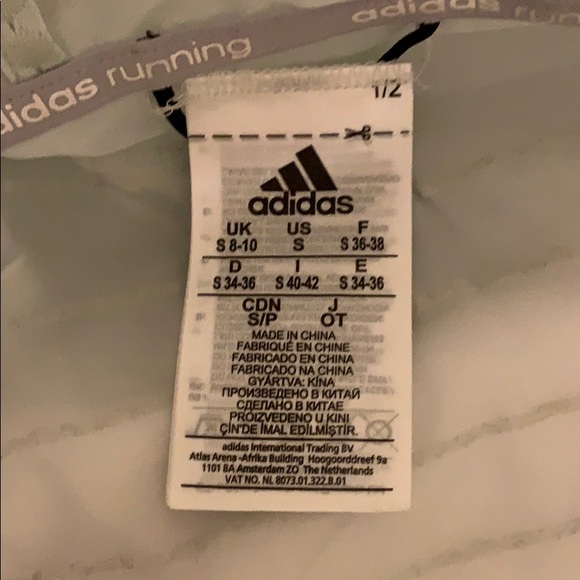 adidas running
adidas runn
1/2
adidas
UK US F
S 8-10 S S 36-38
D I E
S 34-36 S 40-42 S 34-36
CDN J
S/P OT
MADE IN CHINA
FABRIQUÉ EN CHINE
FABRICADO EN CHINA
FABRICADO NA CHINA
GYÁRTVA: KÍNA
ПРОИЗВЕДЕНО В КИТАЙ
СДЕЛАНО В КИТАЕ
PROIZVEDENO U KINI
ÇİN'DE İMAL EDİLMİŞTİR.
adidas International Trading BV
Atlas Arena -Afrika Building Hoogoorddreef 9a
1101 BA Amsterdam ZO The Netherlands
VAT NO. NL 8073.01.322.B.01